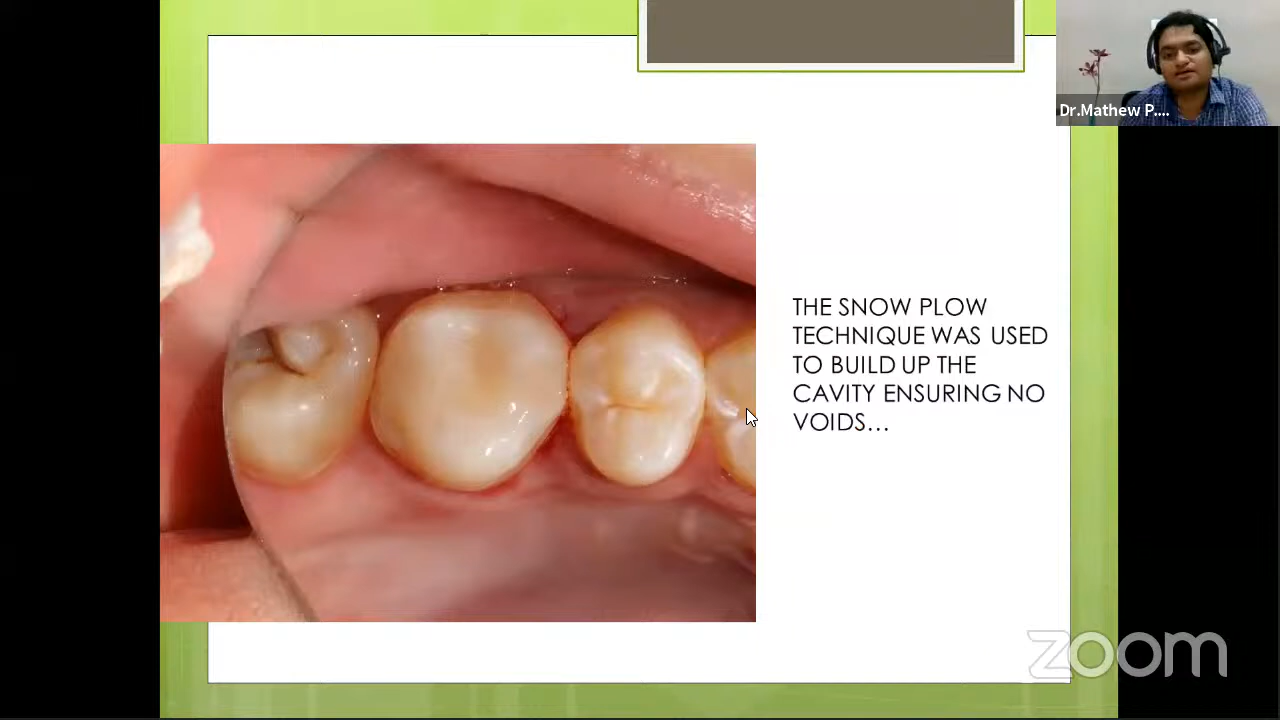 Dr.Mathew P....
THE SNOW PLOW
TECHNIQUE WAS USED
TO BUILD UP THE
CAVITY ENSURING NO
VOIDS...
zoom